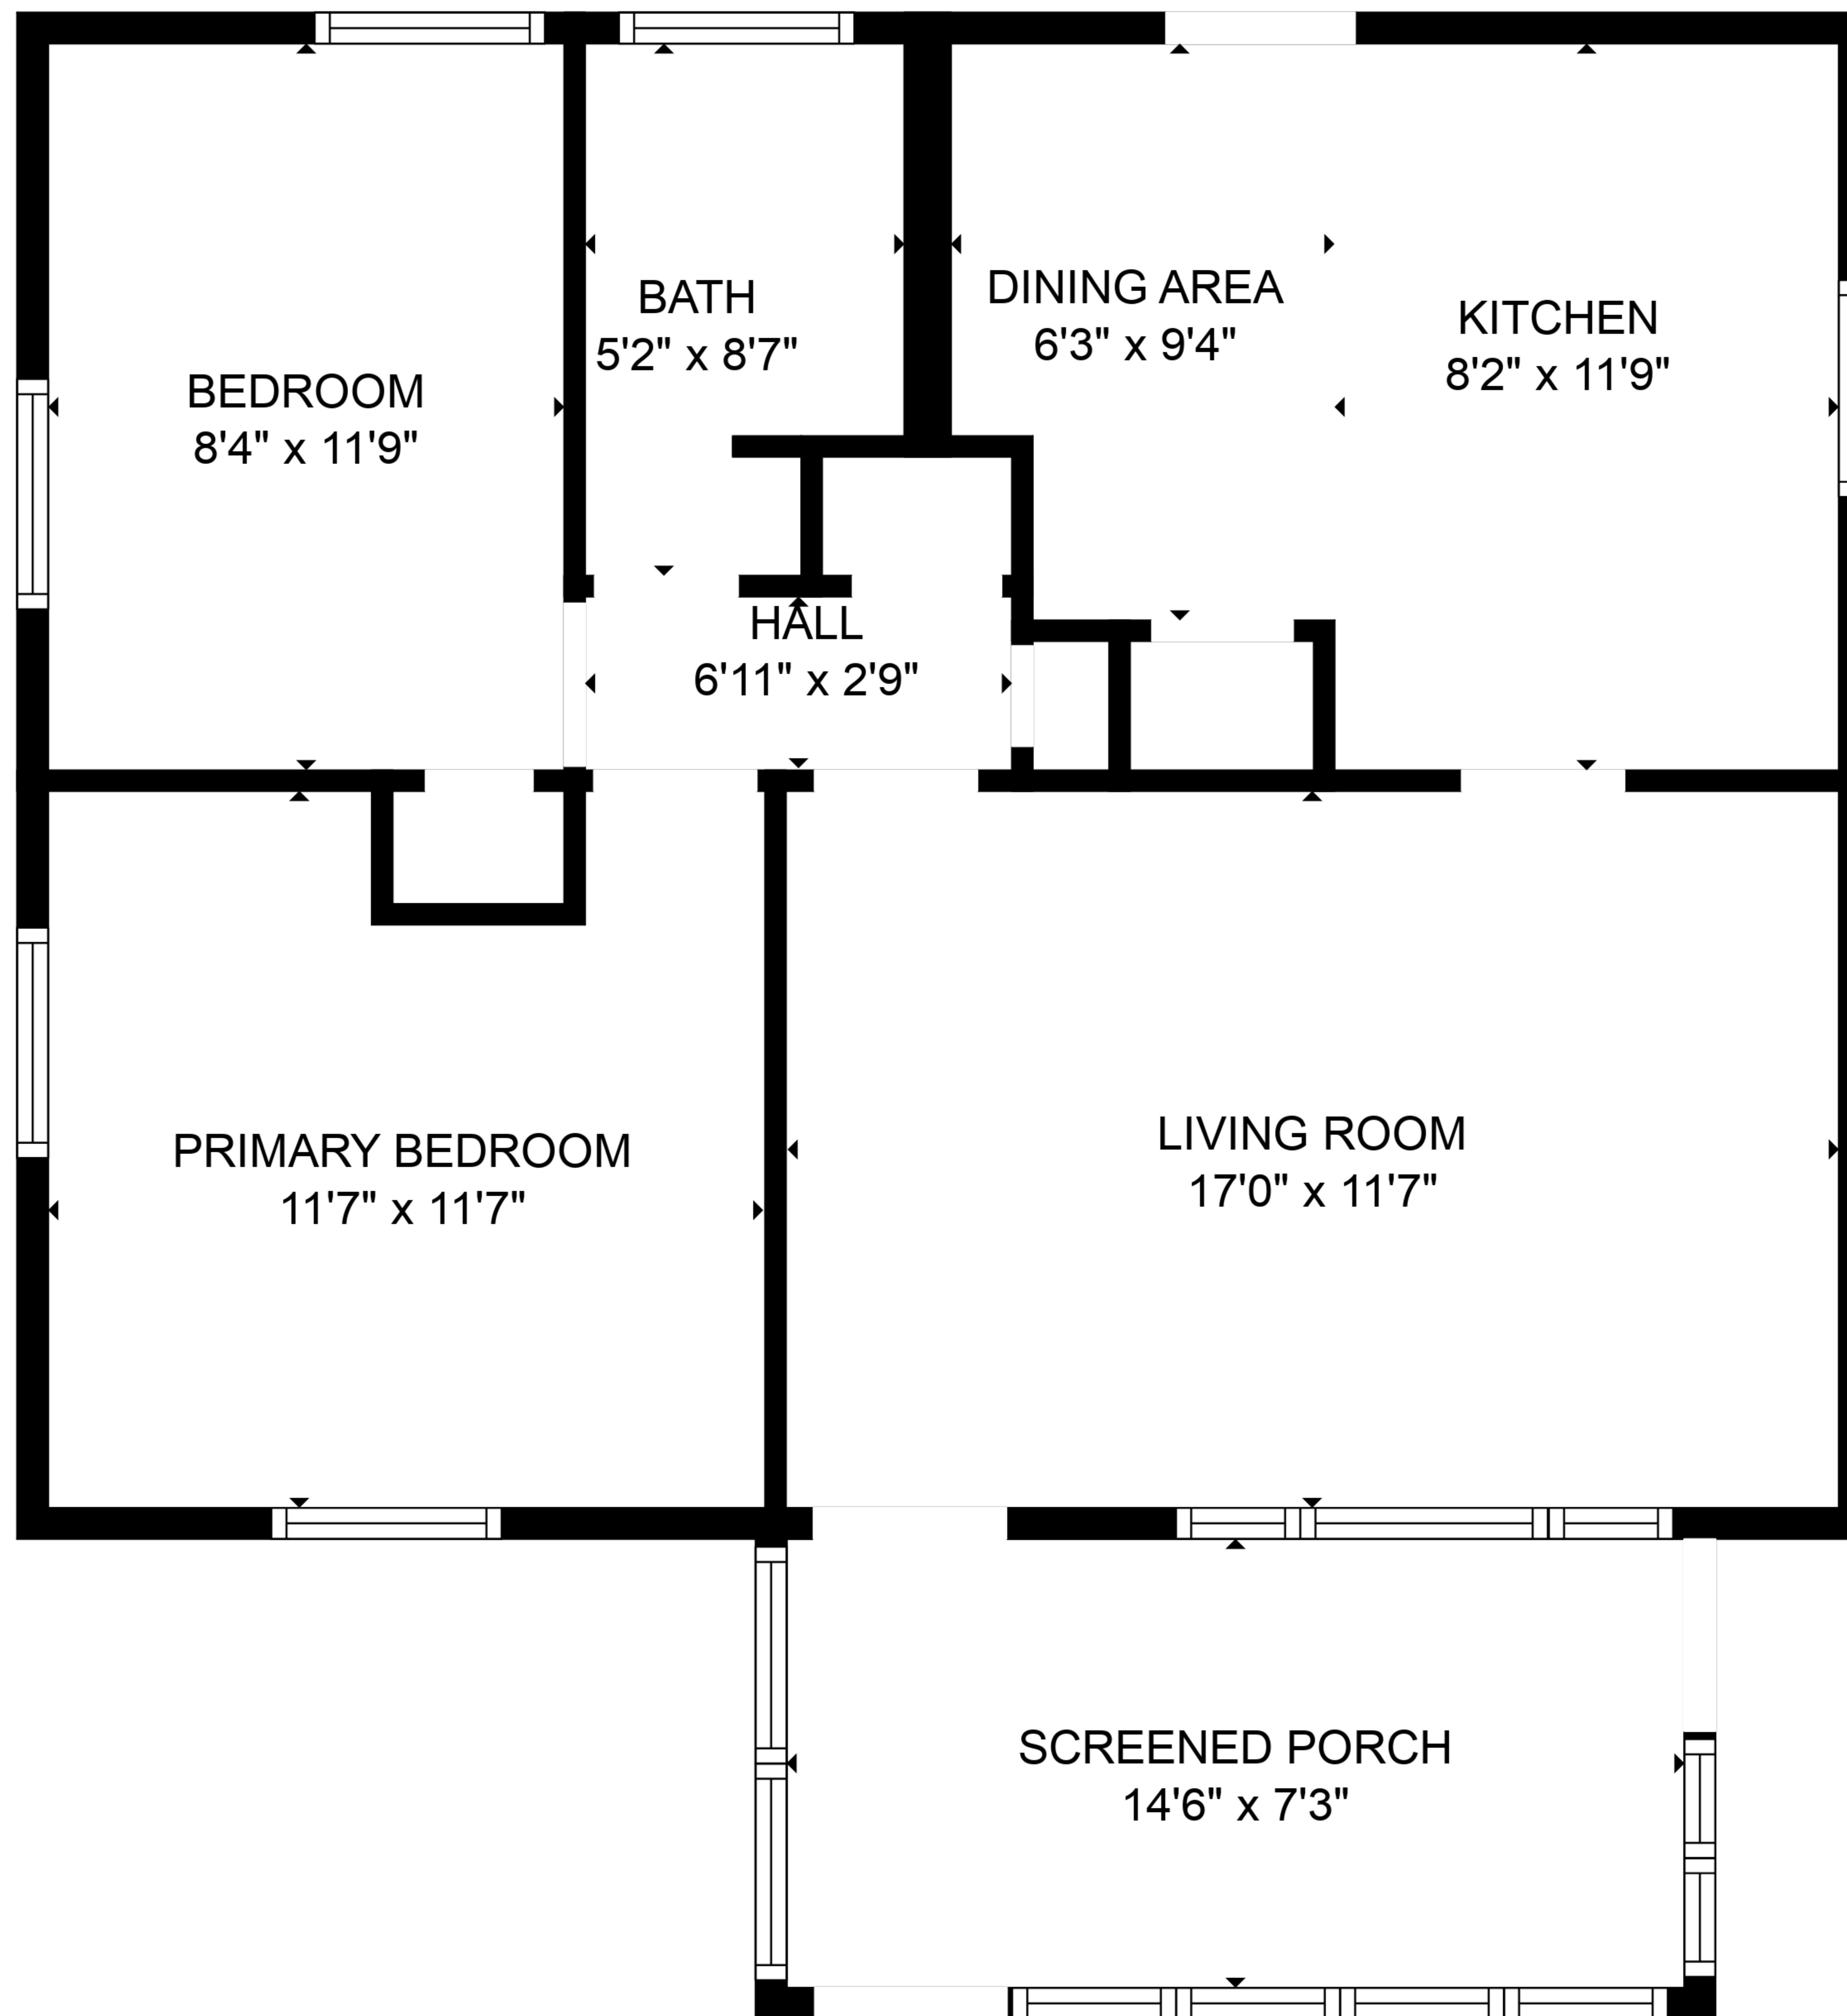 BEDROOM
8'4" x 11'9"
BATH
5'2" x 8'7"
DINING AREA
6'3" x 9'4"
KITCHEN
8'2" x 11'9"
HALL
6'11" x 2'9"
PRIMARY BEDROOM
11'7" x 11'7"
LIVING ROOM
17'0" x 11'7"
SCREENED PORCH
14'6" x 7'3"